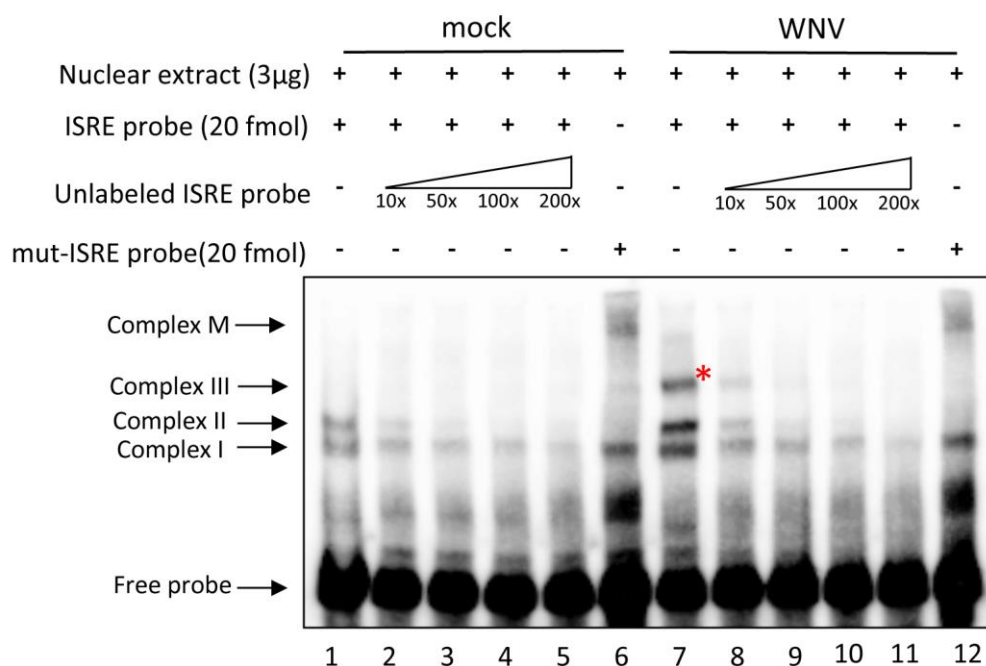 mock WNV
Nuclear extract (3µg) + + + + + + + + + + + +
ISRE probe (20 fmol) + + + + + - + + + + + -
Unlabeled ISRE probe - 10x 50x 100x 200x - - 10x 50x 100x 200x -
mut-ISRE probe(20 fmol) - - - - - + - - - - - +
Complex M
Complex III *
Complex II
Complex I
Free probe
1 2 3 4 5 6 7 8 9 10 11 12